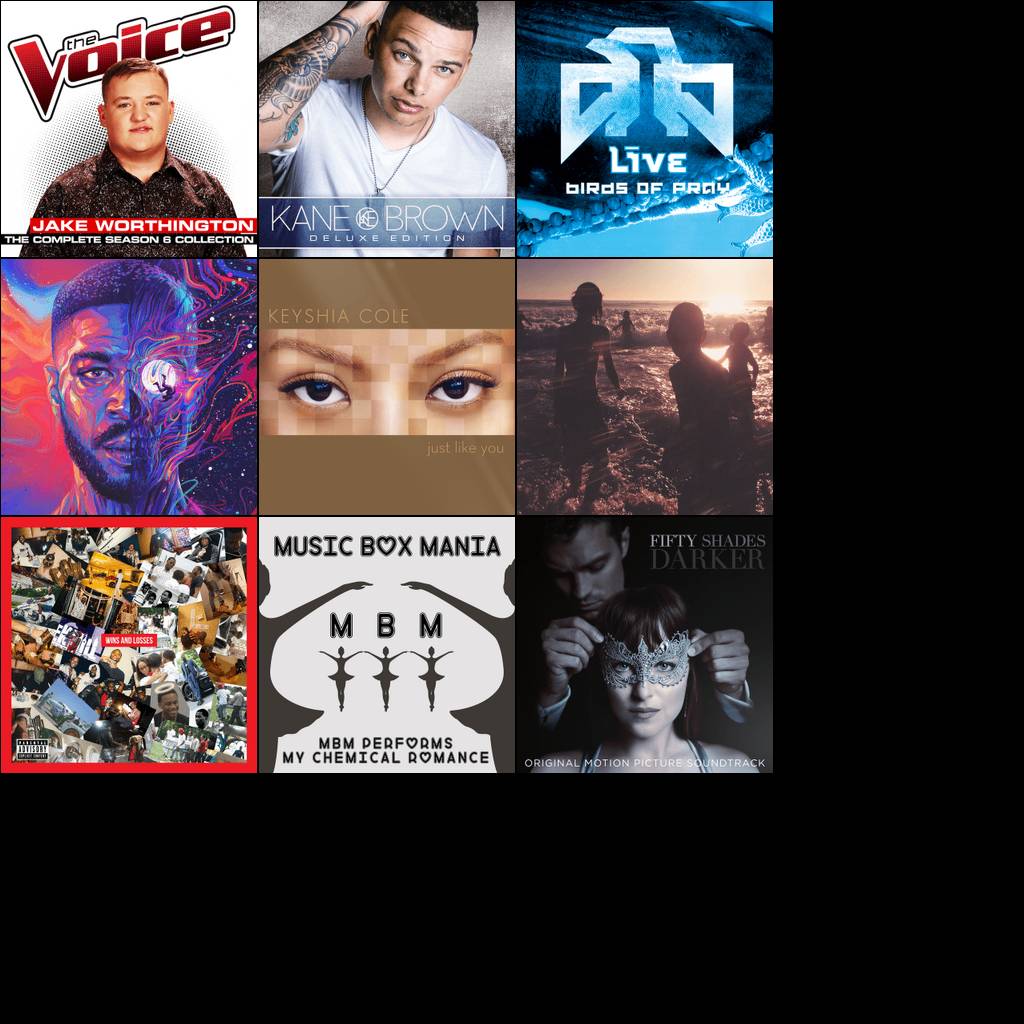 the
Voice
JAKE WORTHINGTON
THE COMPLETE SEASON 6 COLLECTION
KANE KB BROWN
DELUXE EDITION
LīVE
BIRDS OF PRAY
KEYSHIA COLE
just like you
WINS AND LOSSES
PARENTAL
ADVISORY
EXPLICIT CONTENT
MUSIC BOX MANIA
M B M
MBM PERFORMS
MY CHEMICAL ROMANCE
FIFTY SHADES
DARKER
ORIGINAL MOTION PICTURE SOUNDTRACK